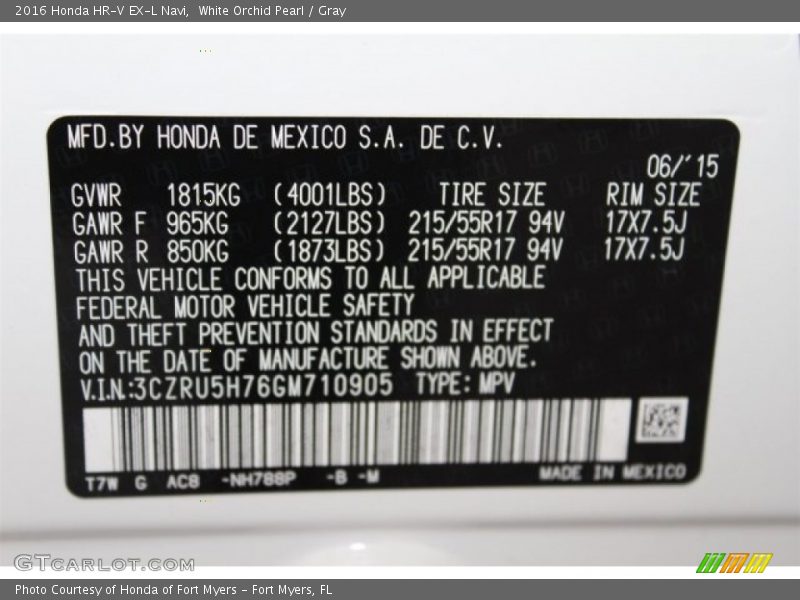 2016 Honda HR-V EX-L Navi, White Orchid Pearl / Gray
MFD.BY HONDA DE MEXICO S.A. DE C.V.
06/'15
GVWR 1815KG (4001LBS) TIRE SIZE RIM SIZE
GAWR F 965KG (2127LBS) 215/55R17 94V 17X7.5J
GAWR R 850KG (1873LBS) 215/55R17 94V 17X7.5J
THIS VEHICLE CONFORMS TO ALL APPLICABLE
FEDERAL MOTOR VEHICLE SAFETY
AND THEFT PREVENTION STANDARDS IN EFFECT
ON THE DATE OF MANUFACTURE SHOWN ABOVE.
V.I.N.:3CZRU5H76GM710905 TYPE: MPV
T7W G AC8 -NH788P -B -M MADE IN MEXICO
GTCARLOT.COM
Photo Courtesy of Honda of Fort Myers - Fort Myers, FL